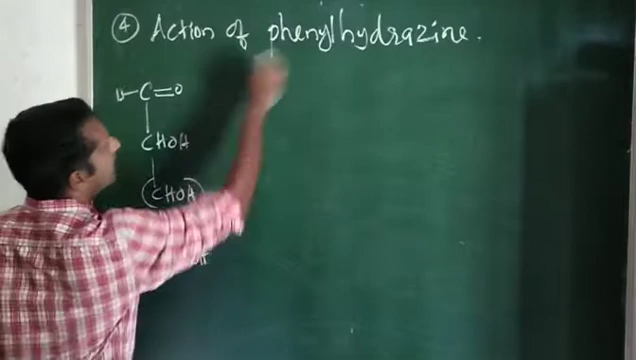 ④ Action of phenylhydrazine.
H-C=O
CHOH
(CHOH)